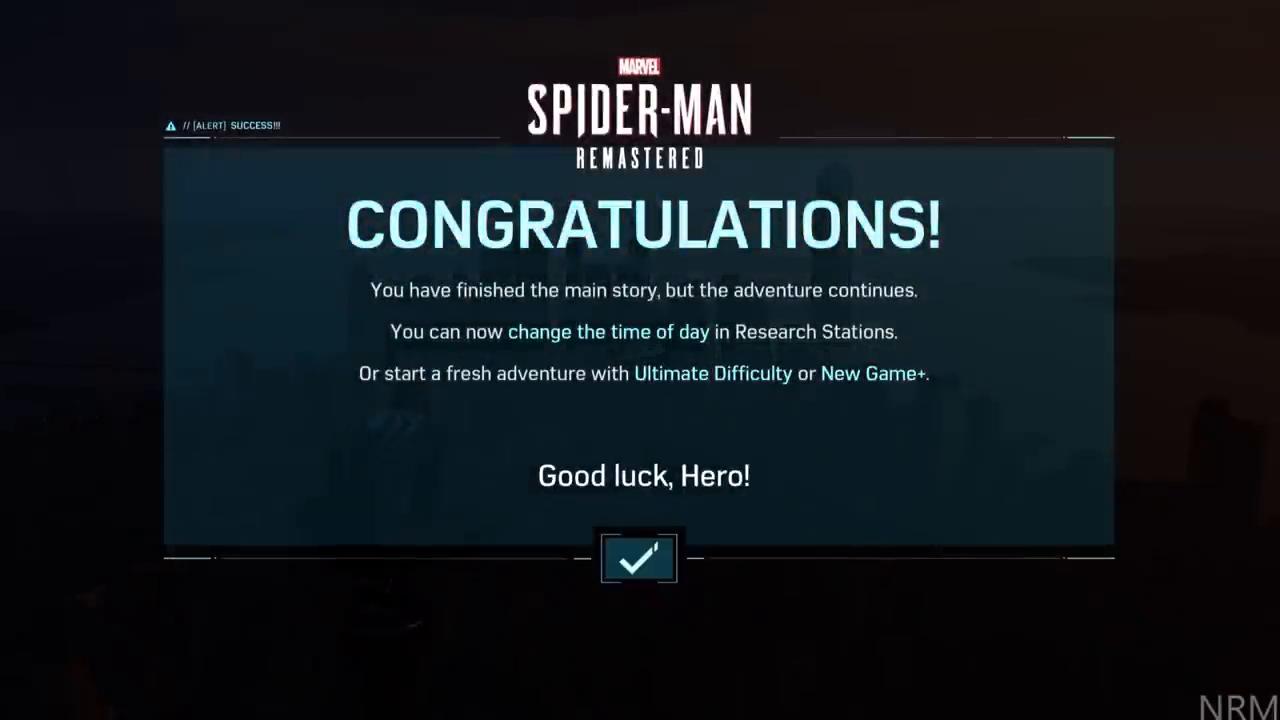 MARVEL
SPIDER-MAN
REMASTERED
// [ALERT] SUCCESS!!!
CONGRATULATIONS!
You have finished the main story, but the adventure continues.
You can now change the time of day in Research Stations.
Or start a fresh adventure with Ultimate Difficulty or New Game+.
Good luck, Hero!
NRM